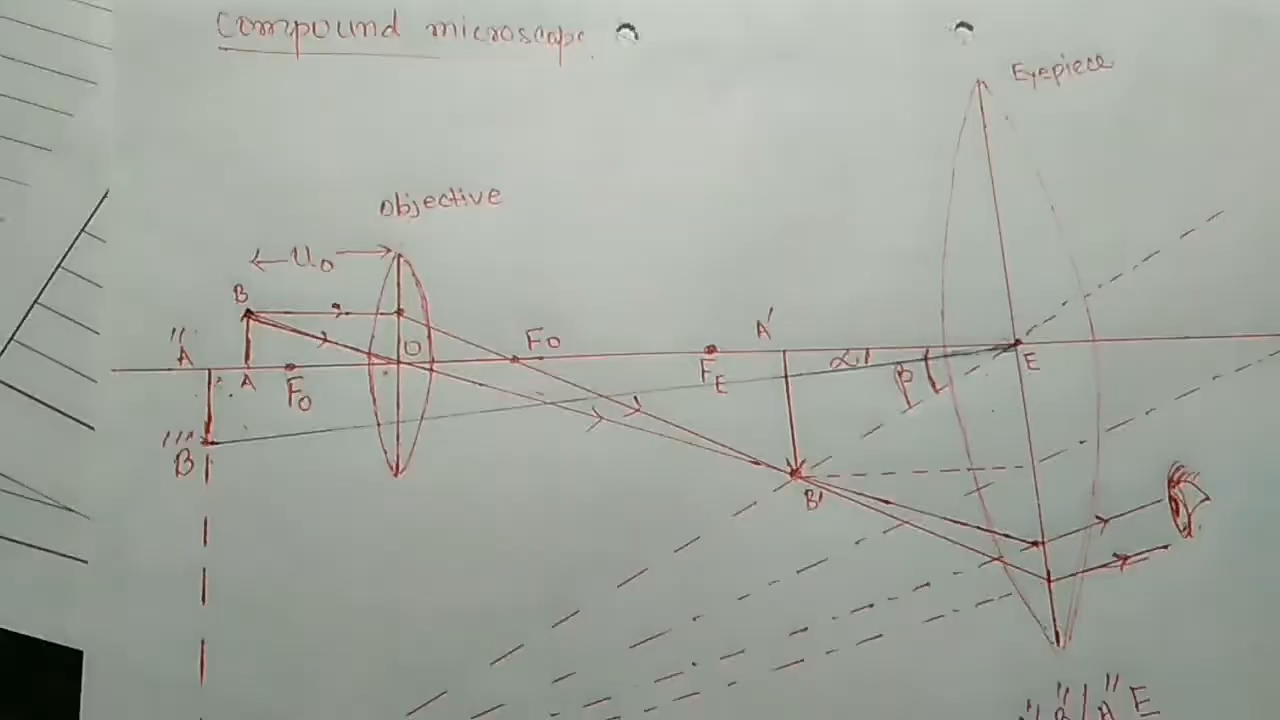 Compound microscope
Eyepiece
Objective
U₀
B
A''
A
F₀
O
F₀
F_E
A'
α
β
E
B'''
B'
B''/A''E